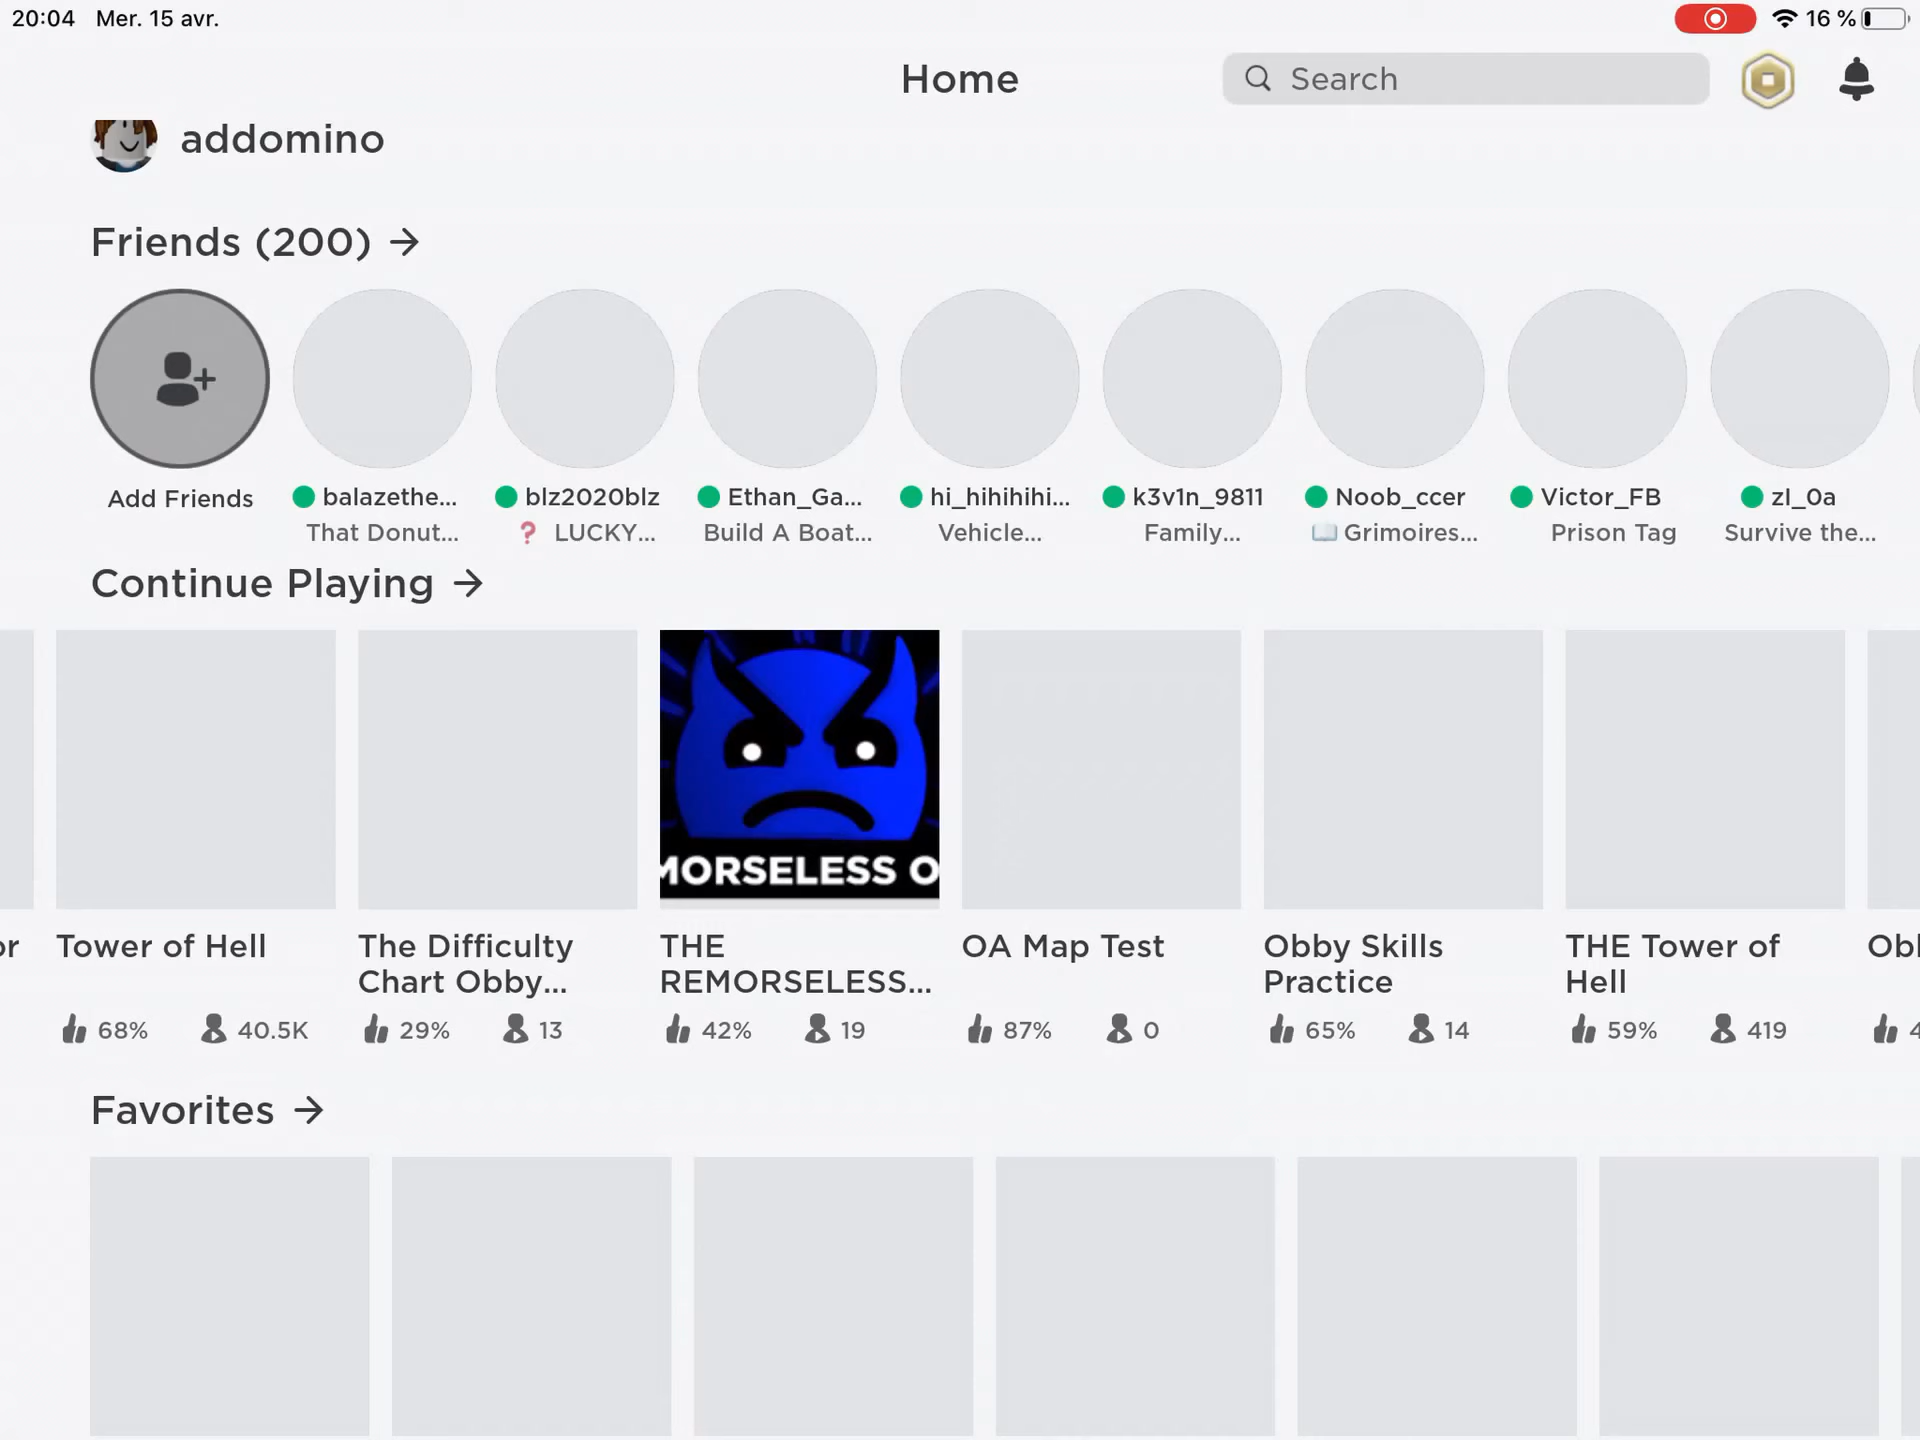 20:04 Mer. 15 avr. 16 %
Home
Search
addomino
Friends (200)
Add Friends
balazethe...
That Donut...
blz2020blz
LUCKY...
Ethan_Ga...
Build A Boat...
hi_hihihihi...
Vehicle...
k3v1n_9811
Family...
Noob_ccer
Grimoires...
Victor_FB
Prison Tag
zl_0a
Survive the...
Continue Playing
MORSELESS O
or
Tower of Hell
68% 40.5K
The Difficulty
Chart Obby...
29% 13
THE
REMORSELESS...
42% 19
OA Map Test
87% 0
Obby Skills
Practice
65% 14
THE Tower of
Hell
59% 419
Obb
4
Favorites